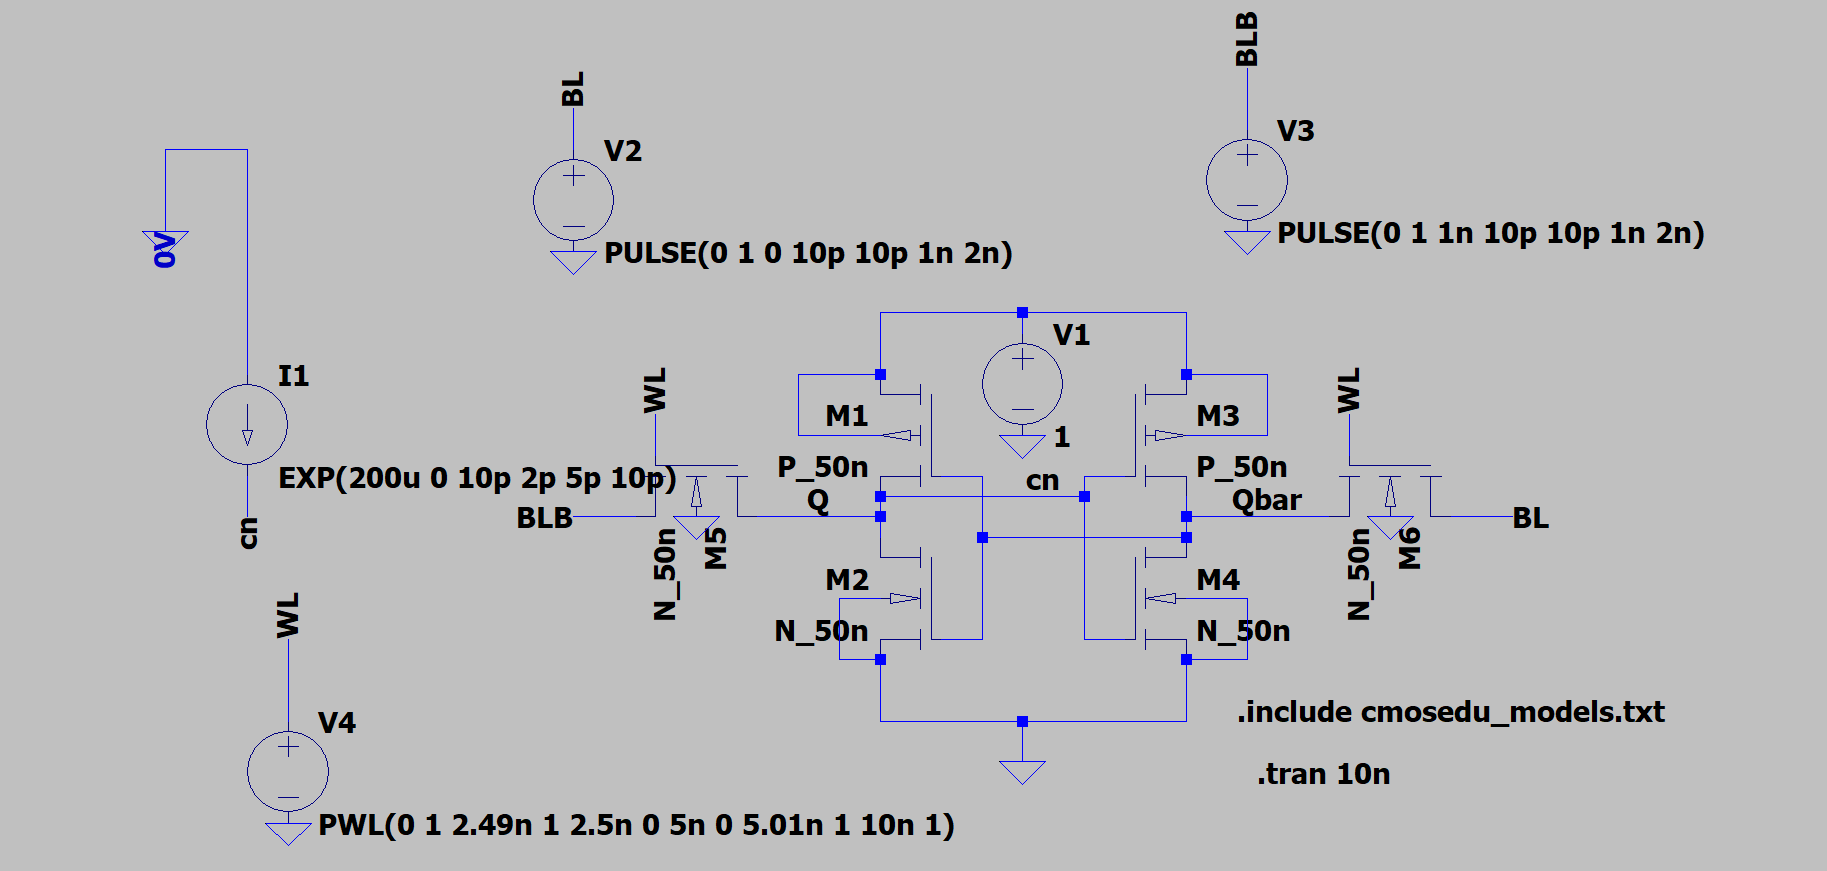 BLB
BL
V3
V2
PULSE(0 1 1n 10p 10p 1n 2n)
0V
PULSE(0 1 0 10p 10p 1n 2n)
V1
I1
WL
WL
M1
M3
1
P_50n
P_50n
EXP(200u 0 10p 2p 5p 10p)
cn
Q
Qbar
BLB
BL
cn
N_50n
M5
N_50n
M6
M2
M4
WL
N_50n
N_50n
V4
.include cmosedu_models.txt
.tran 10n
PWL(0 1 2.49n 1 2.5n 0 5n 0 5.01n 1 10n 1)